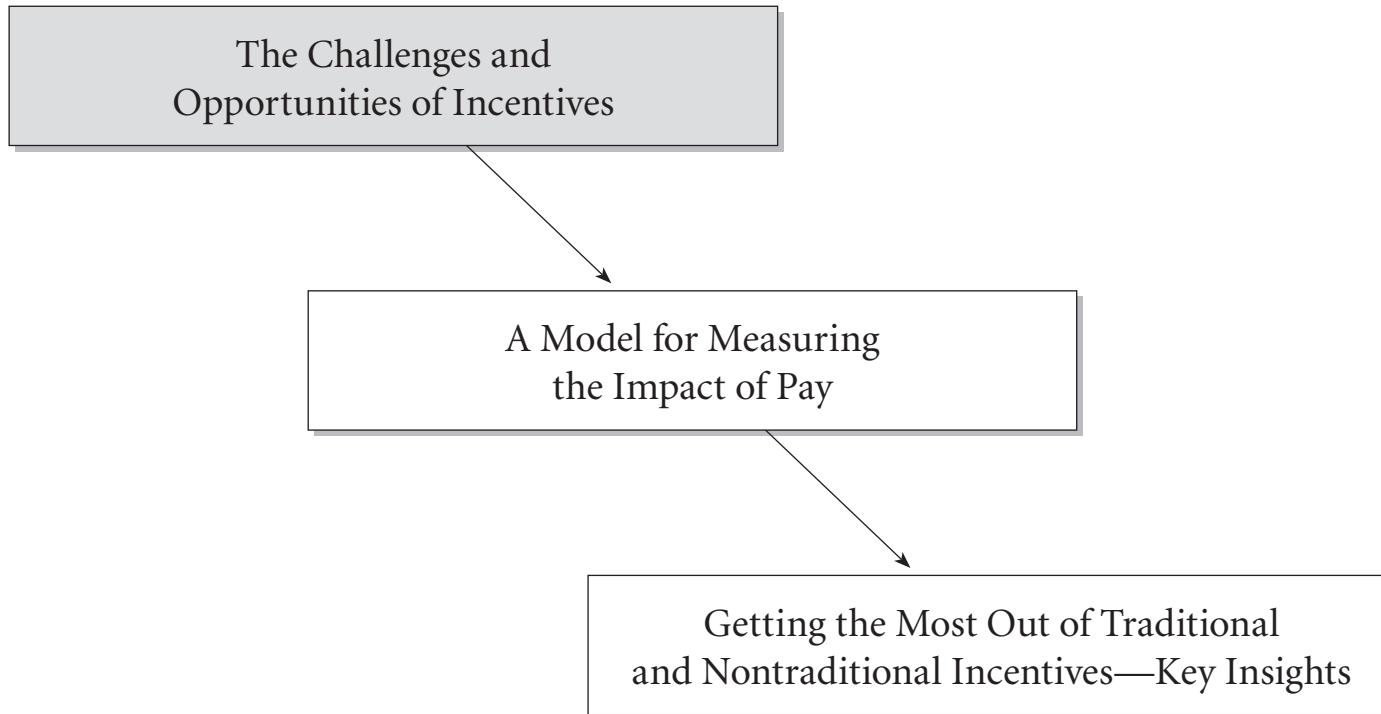 The Challenges and
Opportunities of Incentives
A Model for Measuring
the Impact of Pay
Getting the Most Out of Traditional
and Nontraditional Incentives—Key Insights